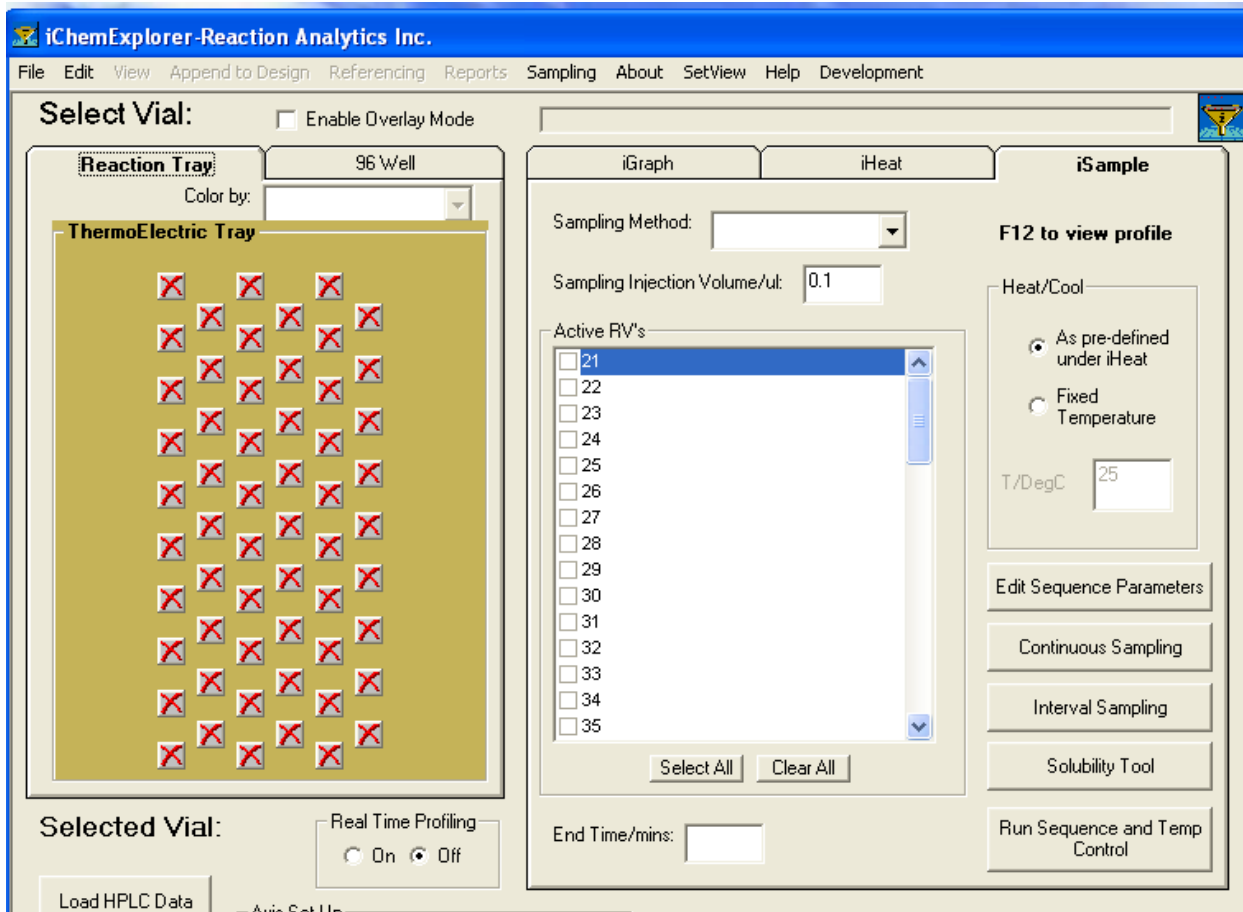 iChemExplorer-Reaction Analytics Inc.
File Edit View Append to Design Referencing Reports Sampling About SetView Help Development
Select Vial:
Enable Overlay Mode
Reaction Tray
96 Well
Color by:
ThermoElectric Tray
iGraph
iHeat
iSample
Sampling Method:
F12 to view profile
Sampling Injection Volume/ul: 0.1
Active RV's
21
22
23
24
25
26
27
28
29
30
31
32
33
34
35
Select All
Clear All
End Time/mins:
Heat/Cool
As pre-defined
under iHeat
Fixed
Temperature
T/DegC 25
Edit Sequence Parameters
Continuous Sampling
Interval Sampling
Solubility Tool
Run Sequence and Temp
Control
Selected Vial:
Real Time Profiling
On Off
Load HPLC Data
Axis Set Up